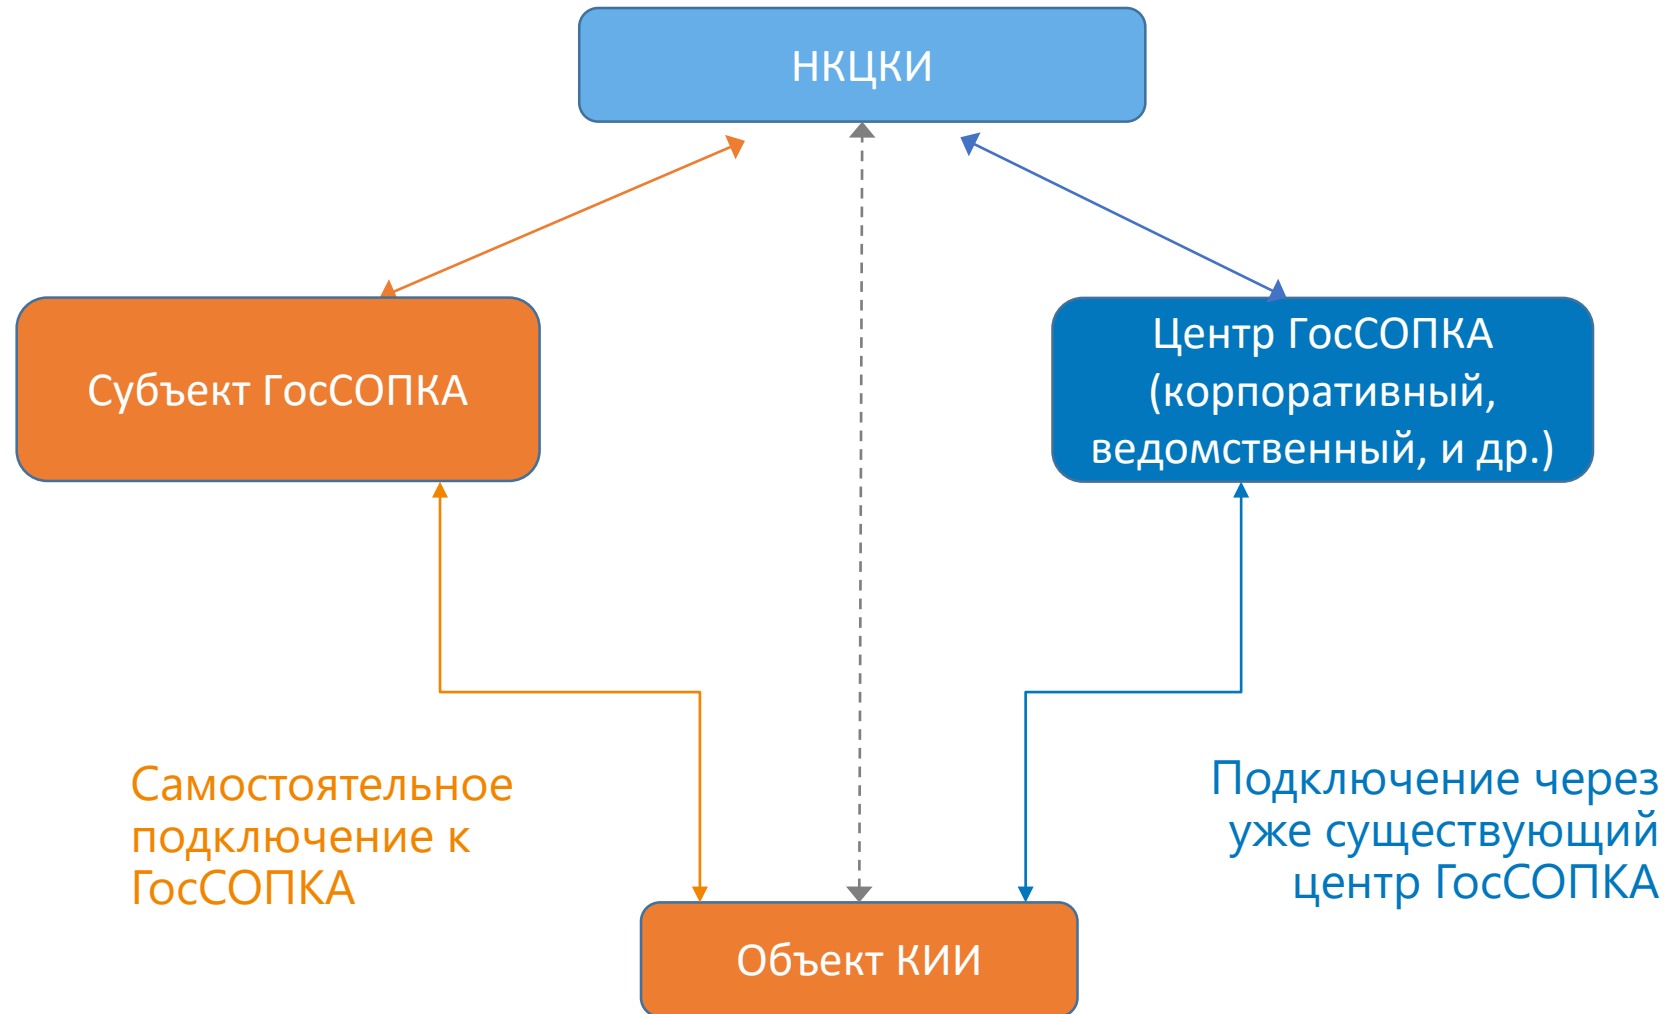 НКЦКИ
Субъект ГосСОПКА
Центр ГосСОПКА
(корпоративный,
ведомственный, и др.)
Самостоятельное
подключение к
ГосСОПКА
Подключение через
уже существующий
центр ГосСОПКА
Объект КИИ